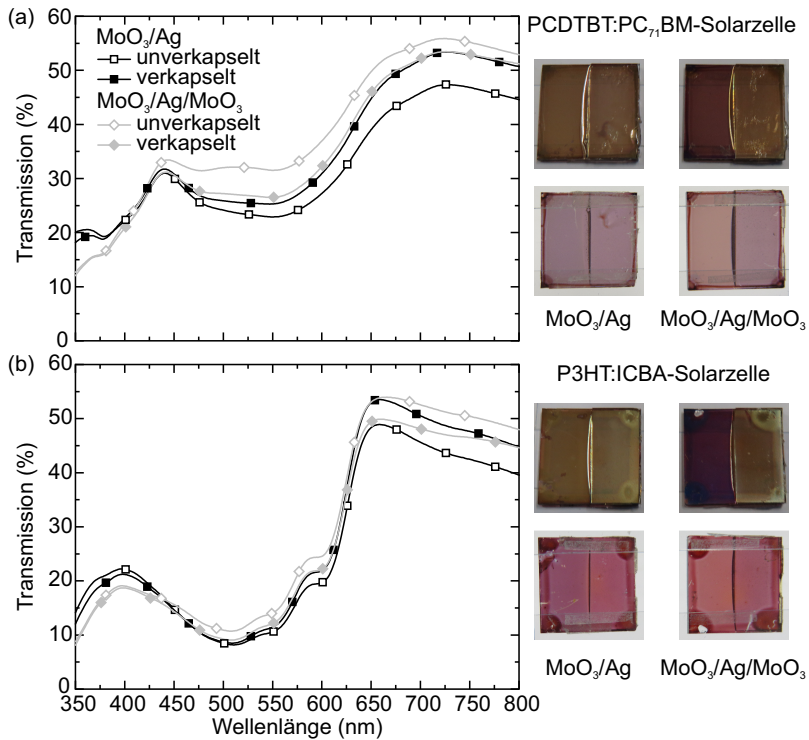 (a)
60
50
40
30
20
10
0
Transmission (%)
MoO₃/Ag
unverkapselt
verkapselt
MoO₃/Ag/MoO₃
unverkapselt
verkapselt
PCDTBT:PC₇₁BM-Solarzelle
MoO₃/Ag
MoO₃/Ag/MoO₃
(b)
60
50
40
30
20
10
0
Transmission (%)
350 400 450 500 550 600 650 700 750 800
Wellenlänge (nm)
P3HT:ICBA-Solarzelle
MoO₃/Ag
MoO₃/Ag/MoO₃